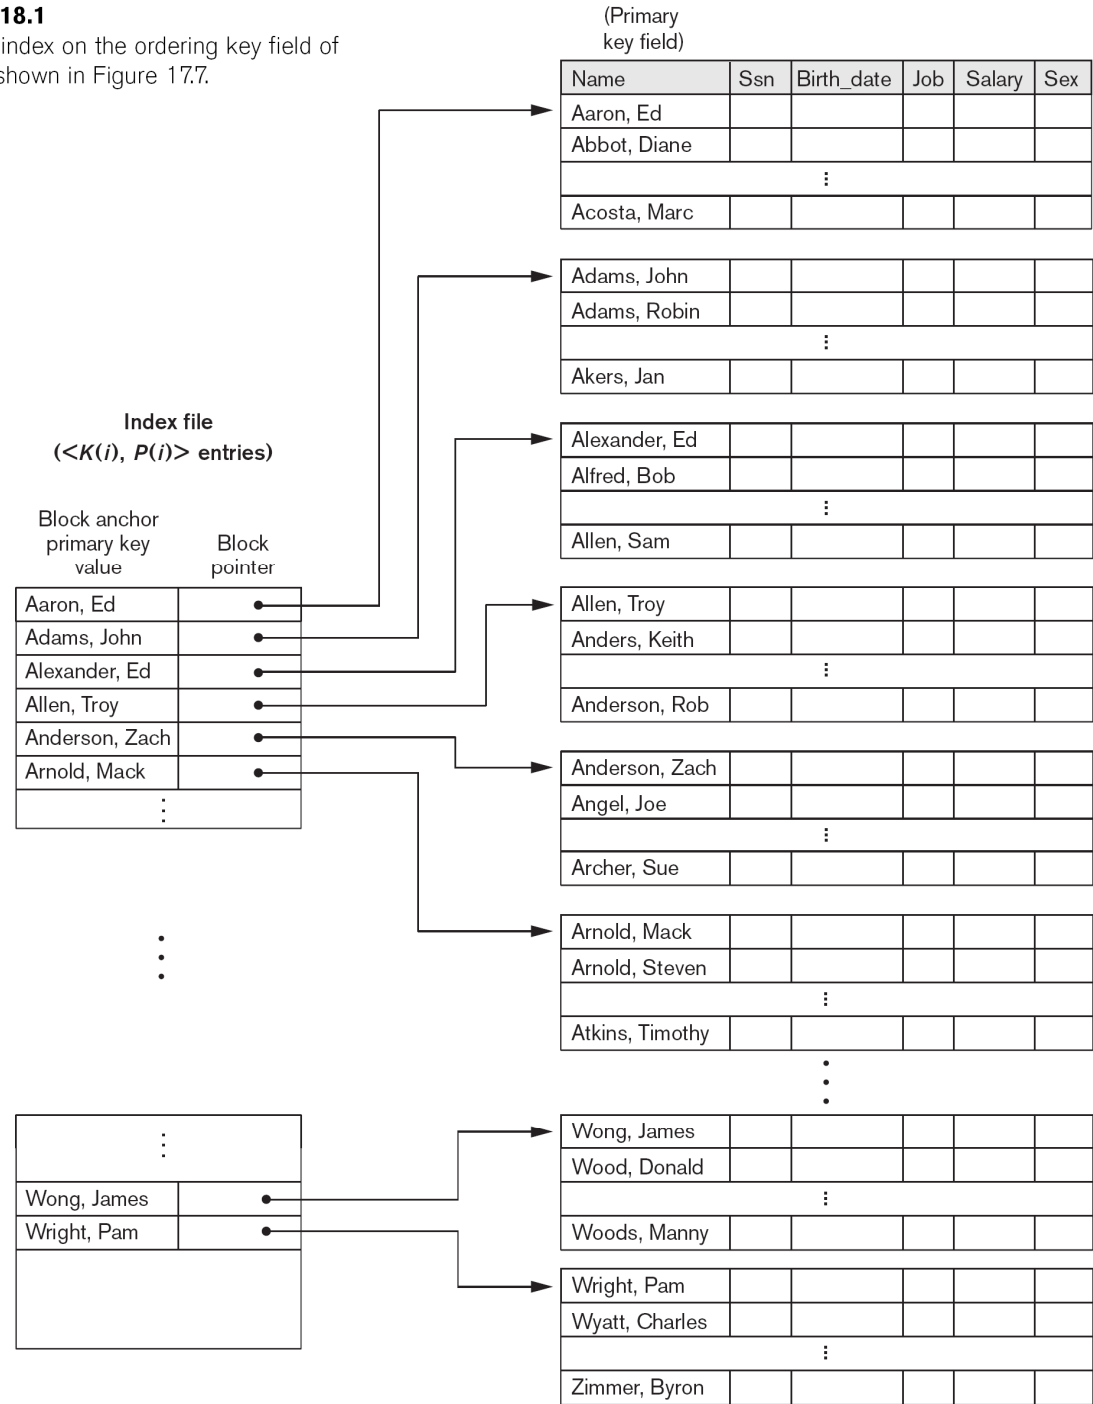 18.1
index on the ordering key field of
shown in Figure 17.7.
(Primary
key field)
Name Ssn Birth_date Job Salary Sex
Aaron, Ed
Abbot, Diane
Acosta, Marc
Adams, John
Adams, Robin
Akers, Jan
Alexander, Ed
Alfred, Bob
Allen, Sam
Allen, Troy
Anders, Keith
Anderson, Rob
Anderson, Zach
Angel, Joe
Archer, Sue
Arnold, Mack
Arnold, Steven
Atkins, Timothy
Wong, James
Wood, Donald
Woods, Manny
Wright, Pam
Wyatt, Charles
Zimmer, Byron
Index file
(<K(i), P(i)> entries)
Block anchor
primary key
value
Block
pointer
Aaron, Ed
Adams, John
Alexander, Ed
Allen, Troy
Anderson, Zach
Arnold, Mack
Wong, James
Wright, Pam